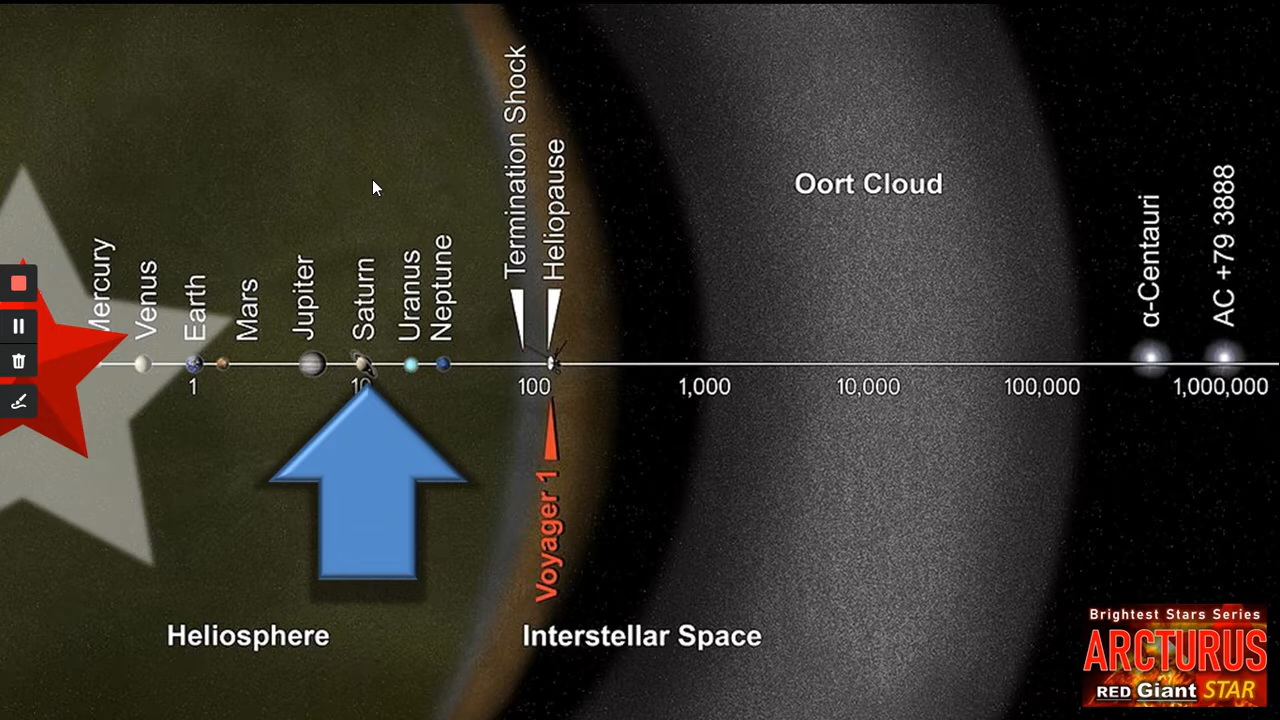 Mercury
Venus
Earth
Mars
Jupiter
Saturn
Uranus
Neptune
Termination Shock
Heliopause
Oort Cloud
α-Centauri
AC +79 3888
1
10
100
1,000
10,000
100,000
1,000,000
Voyager 1
Heliosphere
Interstellar Space
Brightest Stars Series
ARCTURUS
RED Giant STAR